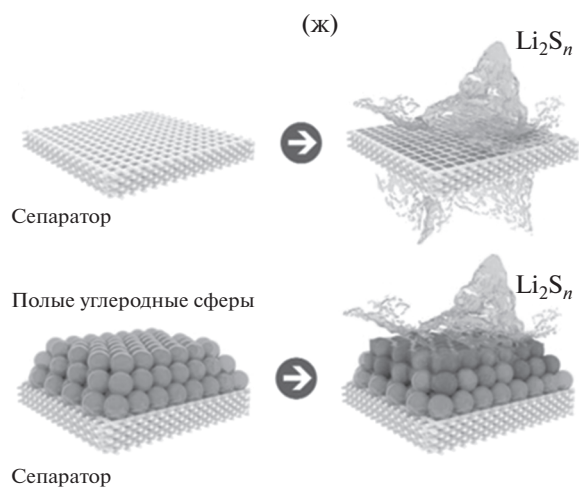 (ж)
Li₂Sₙ
Сепаратор
Полые углеродные сферы
Li₂Sₙ
Сепаратор